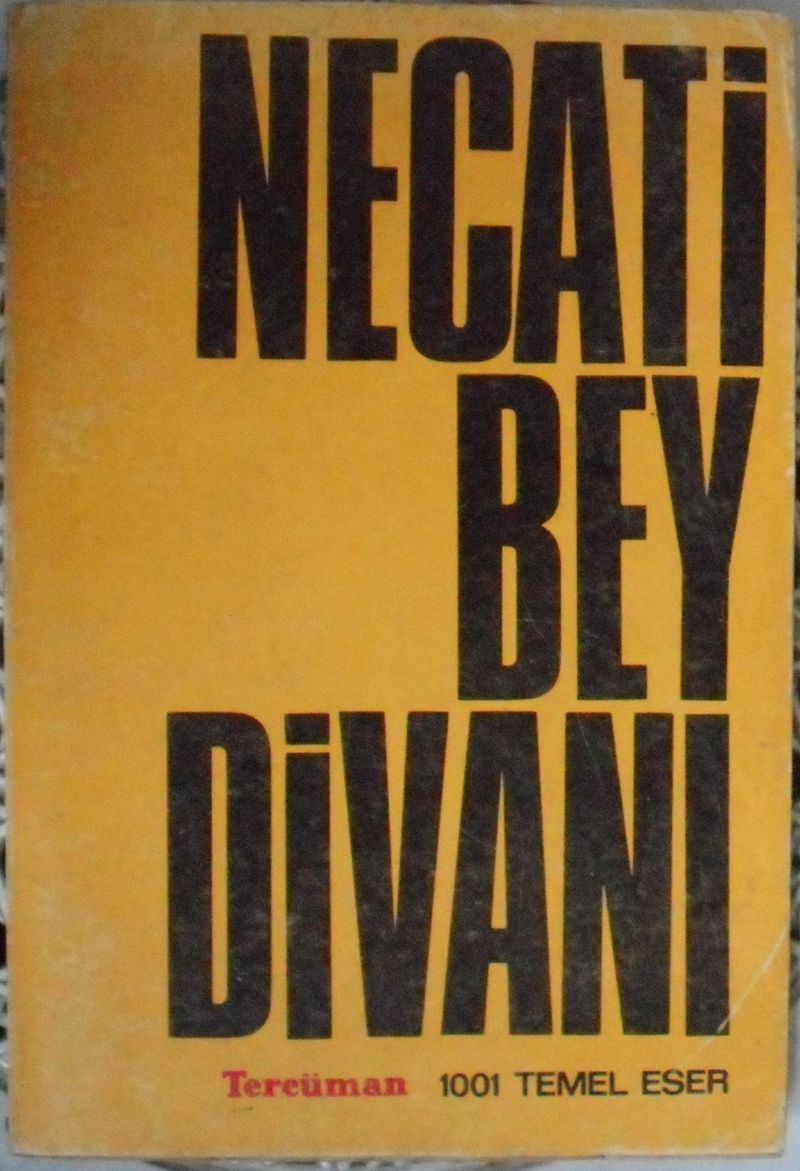 NECATİ
BEY
DİVANI
Tercüman 1001 TEMEL ESER